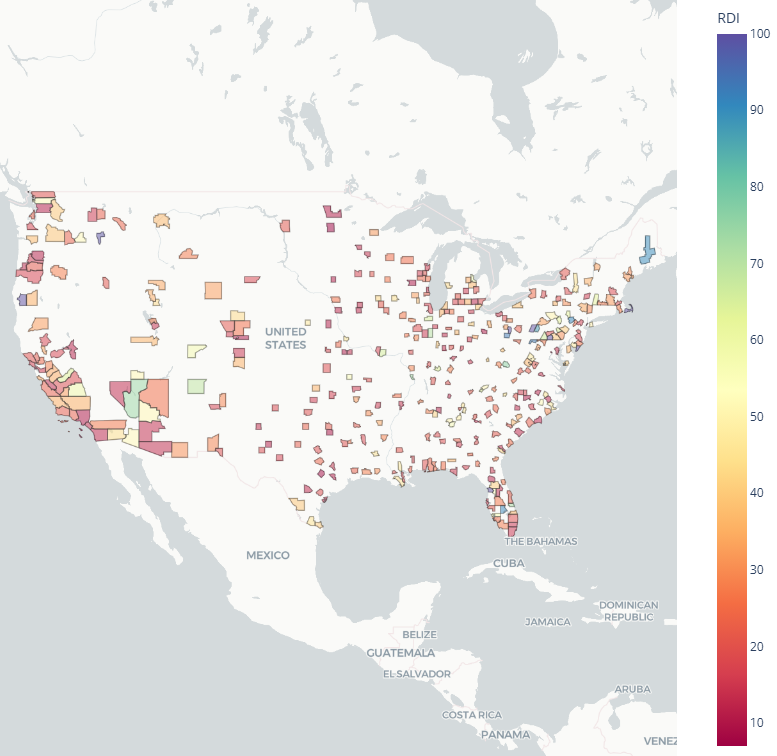 RDI
100
90
80
70
60
50
40
30
20
10
UNITED
STATES
MEXICO
THE BAHAMAS
CUBA
DOMINICAN
REPUBLIC
JAMAICA
BELIZE
GUATEMALA
EL SALVADOR
ARUBA
COSTA RICA
PANAMA
VENEZ